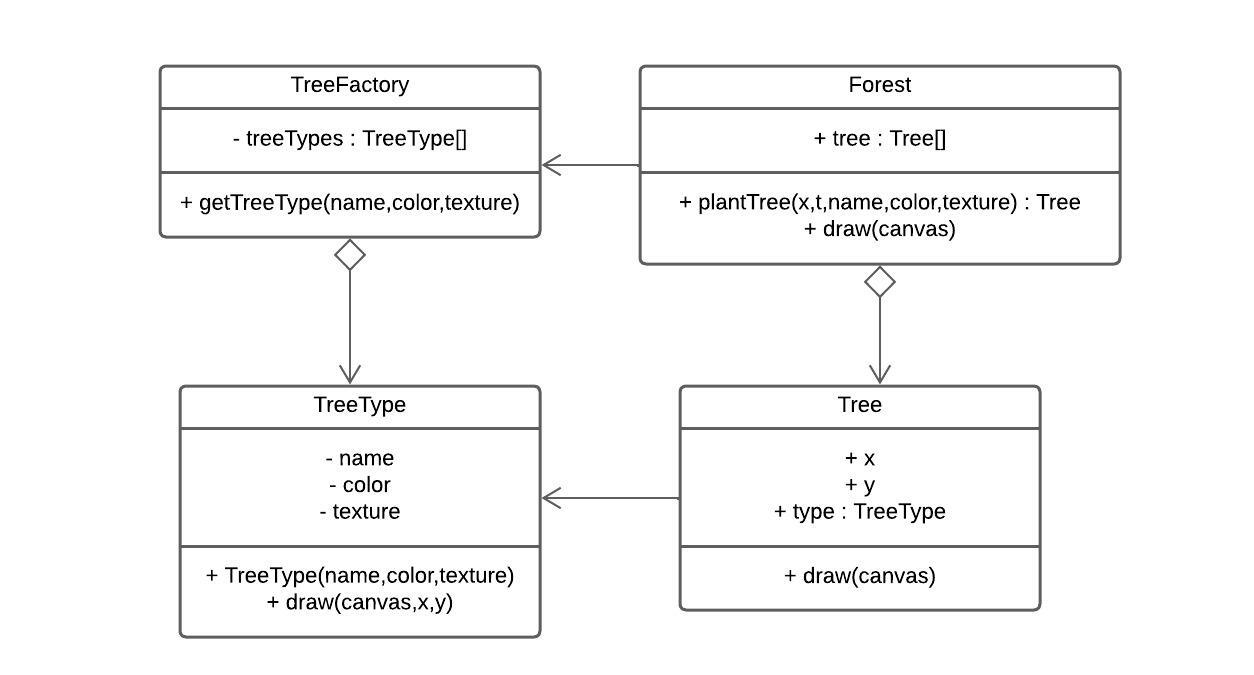 TreeFactory
- treeTypes : TreeType[]
+ getTreeType(name,color,texture)
Forest
+ tree : Tree[]
+ plantTree(x,t,name,color,texture) : Tree
+ draw(canvas)
TreeType
- name
- color
- texture
+ TreeType(name,color,texture)
+ draw(canvas,x,y)
Tree
+ x
+ y
+ type : TreeType
+ draw(canvas)